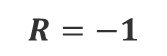 R = −1